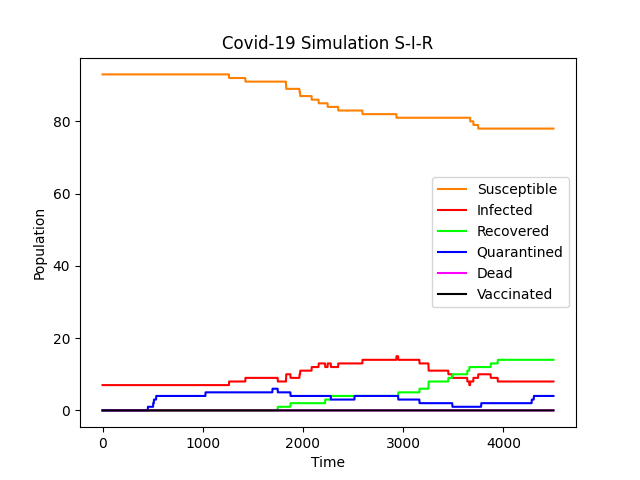 Covid-19 Simulation S-I-R
80
60
40
20
0
Population
Susceptible
Infected
Recovered
Quarantined
Dead
Vaccinated
0 1000 2000 3000 4000
Time